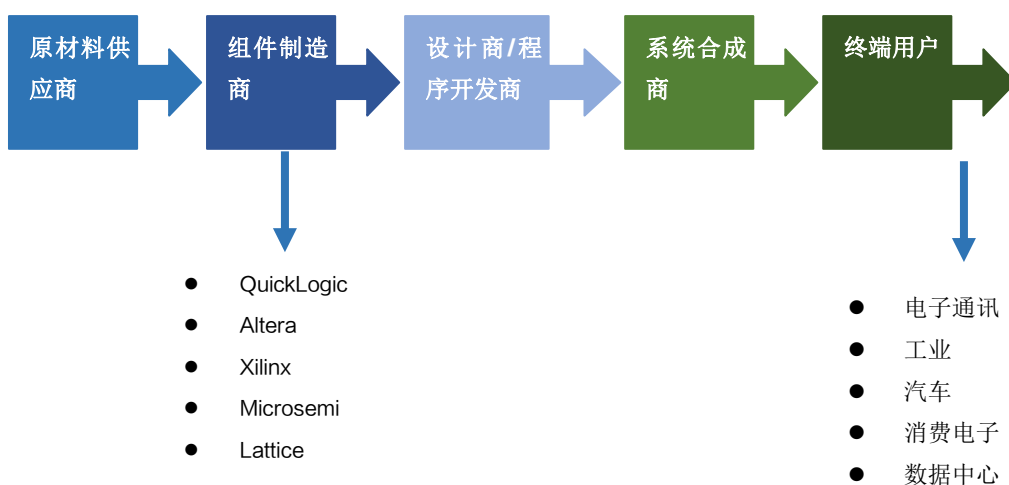 原材料供
应商
组件制造
商
设计商/程
序开发商
系统合成
商
终端用户
QuickLogic
Altera
Xilinx
Microsemi
Lattice
电子通讯
工业
汽车
消费电子
数据中心